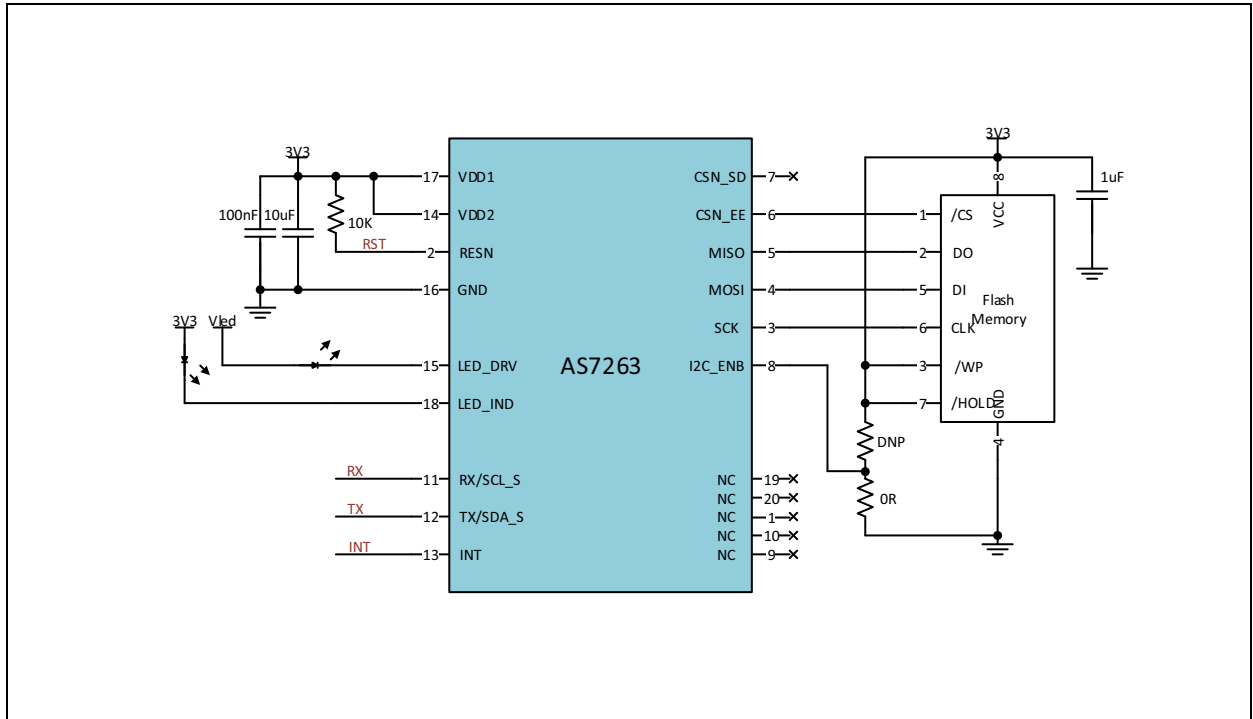 3V3
100nF 10uF
10K
RST
17 VDD1
14 VDD2
2 RESN
16 GND
3V3 Vled
15 LED_DRV
18 LED_IND
RX
11 RX/SCL_S
TX
12 TX/SDA_S
INT
13 INT
AS7263
CSN_SD 7
CSN_EE 6
MISO 5
MOSI 4
SCK 3
I2C_ENB 8
NC 19
NC 20
NC 1
NC 10
NC 9
3V3
1uF
8
VCC
1 /CS
2 DO
5 DI
Flash
Memory
6 CLK
3 /WP
7 /HOLD
GND
4
DNP
0R